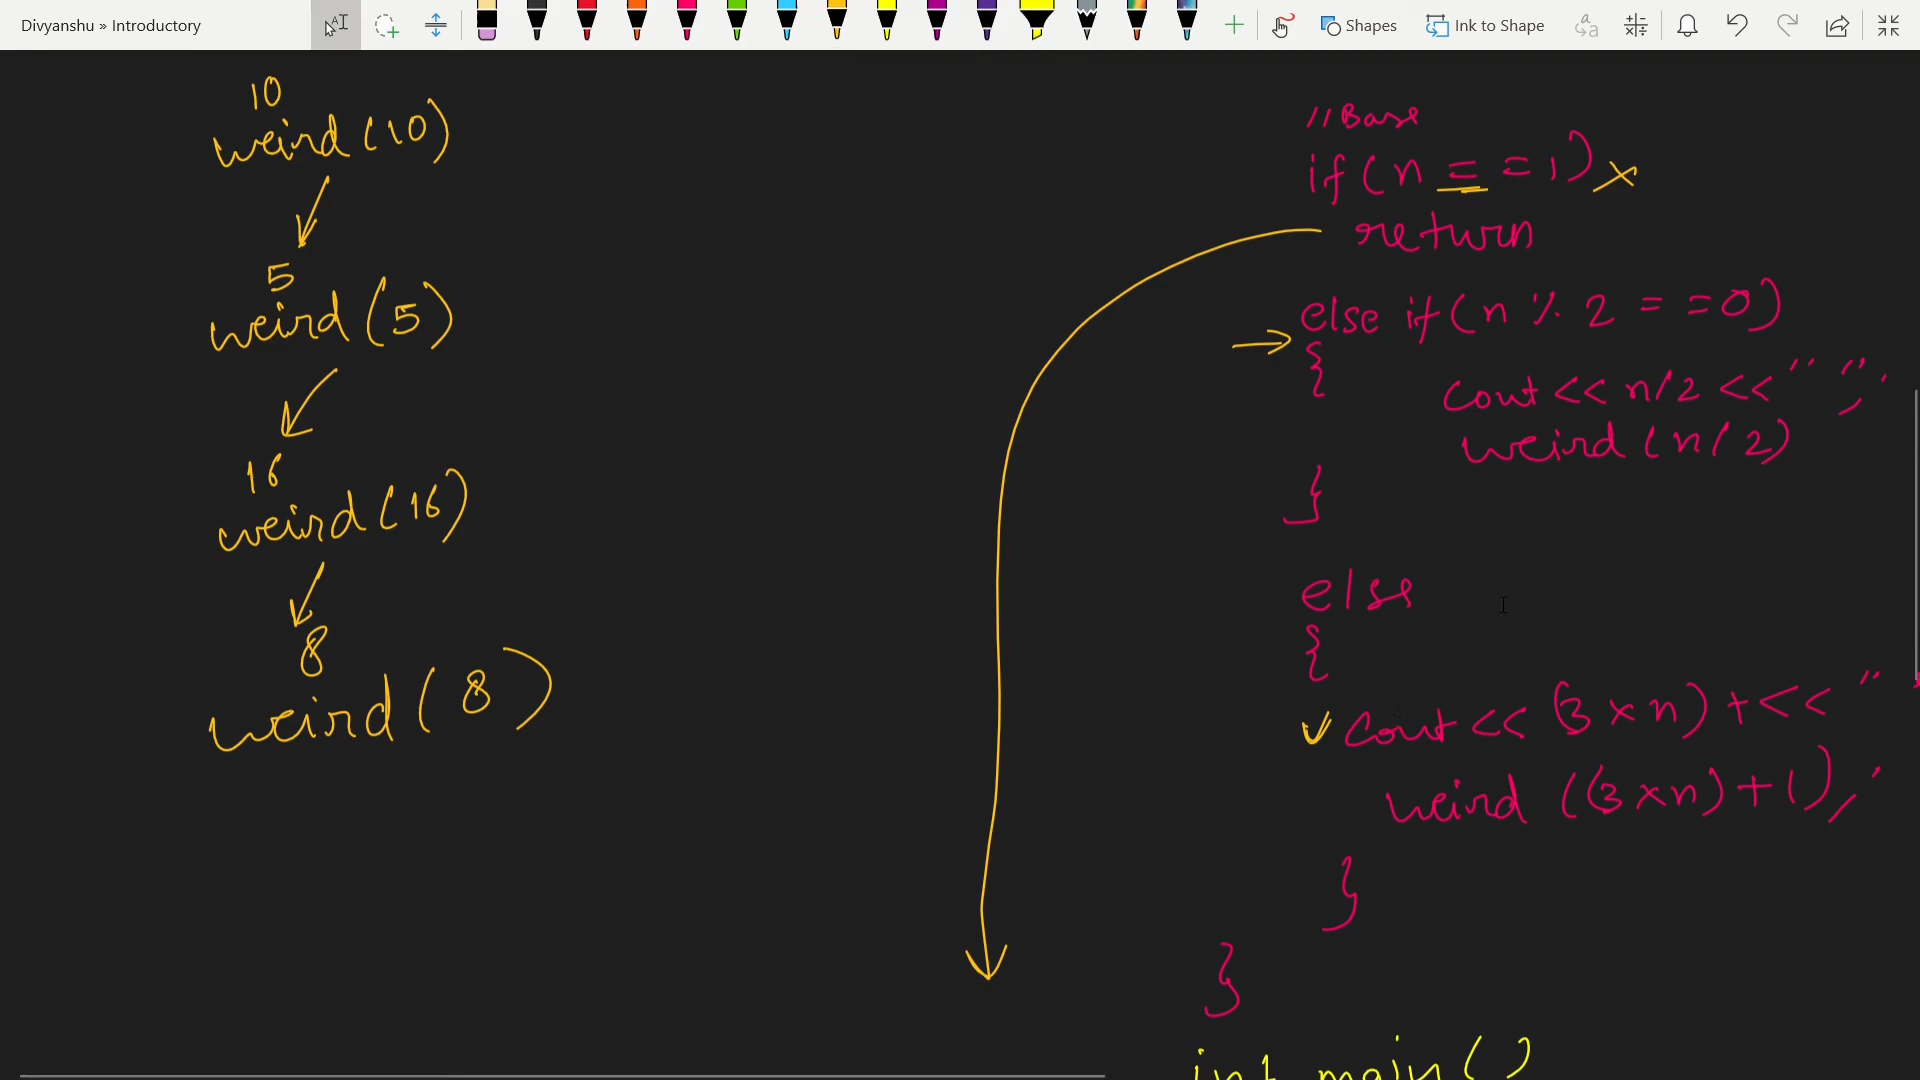 Divyanshu » Introductory
Shapes
Ink to Shape
10
weird (10)
5
weird (5)
16
weird (16)
8
weird (8)
//Base
if (n = = 1) x
return
else if (n % 2 = = 0)
{
cout << n/2 << " ";
weird (n/2)
}
else
{
cout << (3 x n) + << "
weird ((3 x n) + 1);
}
}
int main ()